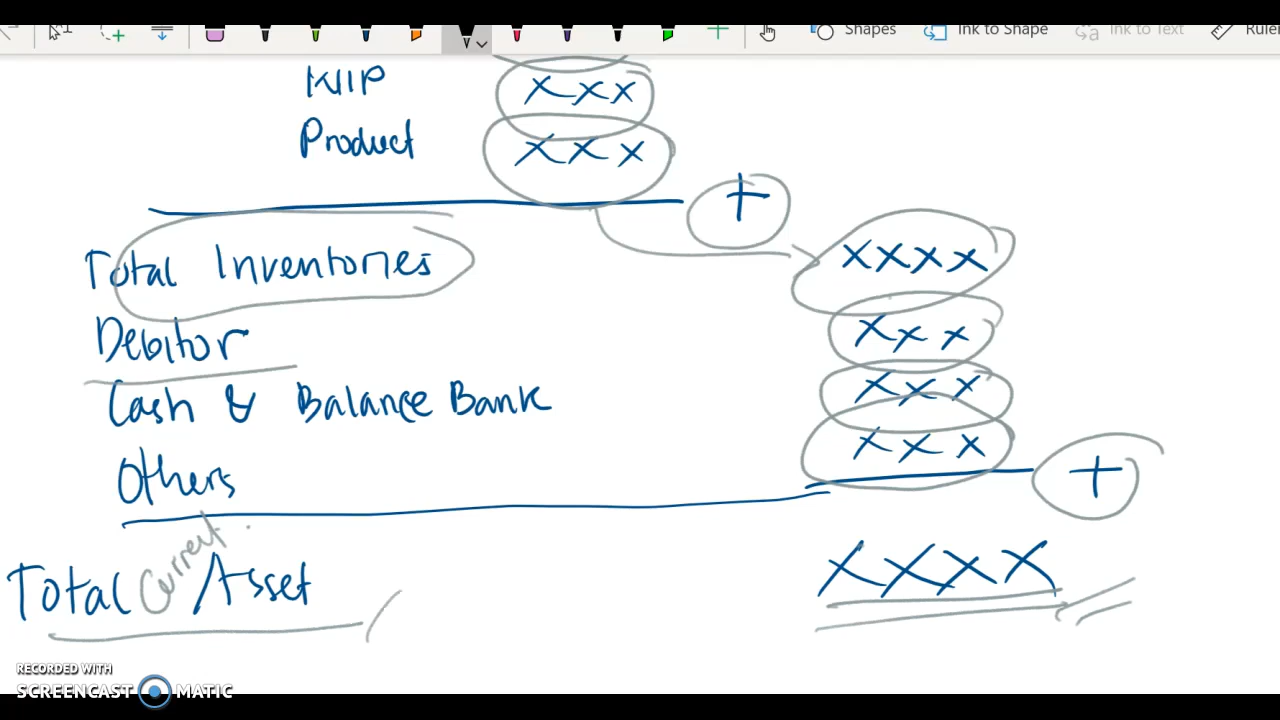 Shapes Ink to Shape Ink to Text Ruler
WIP XXX
Product XXX
+
Total Inventories XXXX
Debitor XXX
Cash & Balance Bank XXX
Others XXX
+
Total Current Asset XXXX
RECORDED WITH
SCREENCAST MATIC